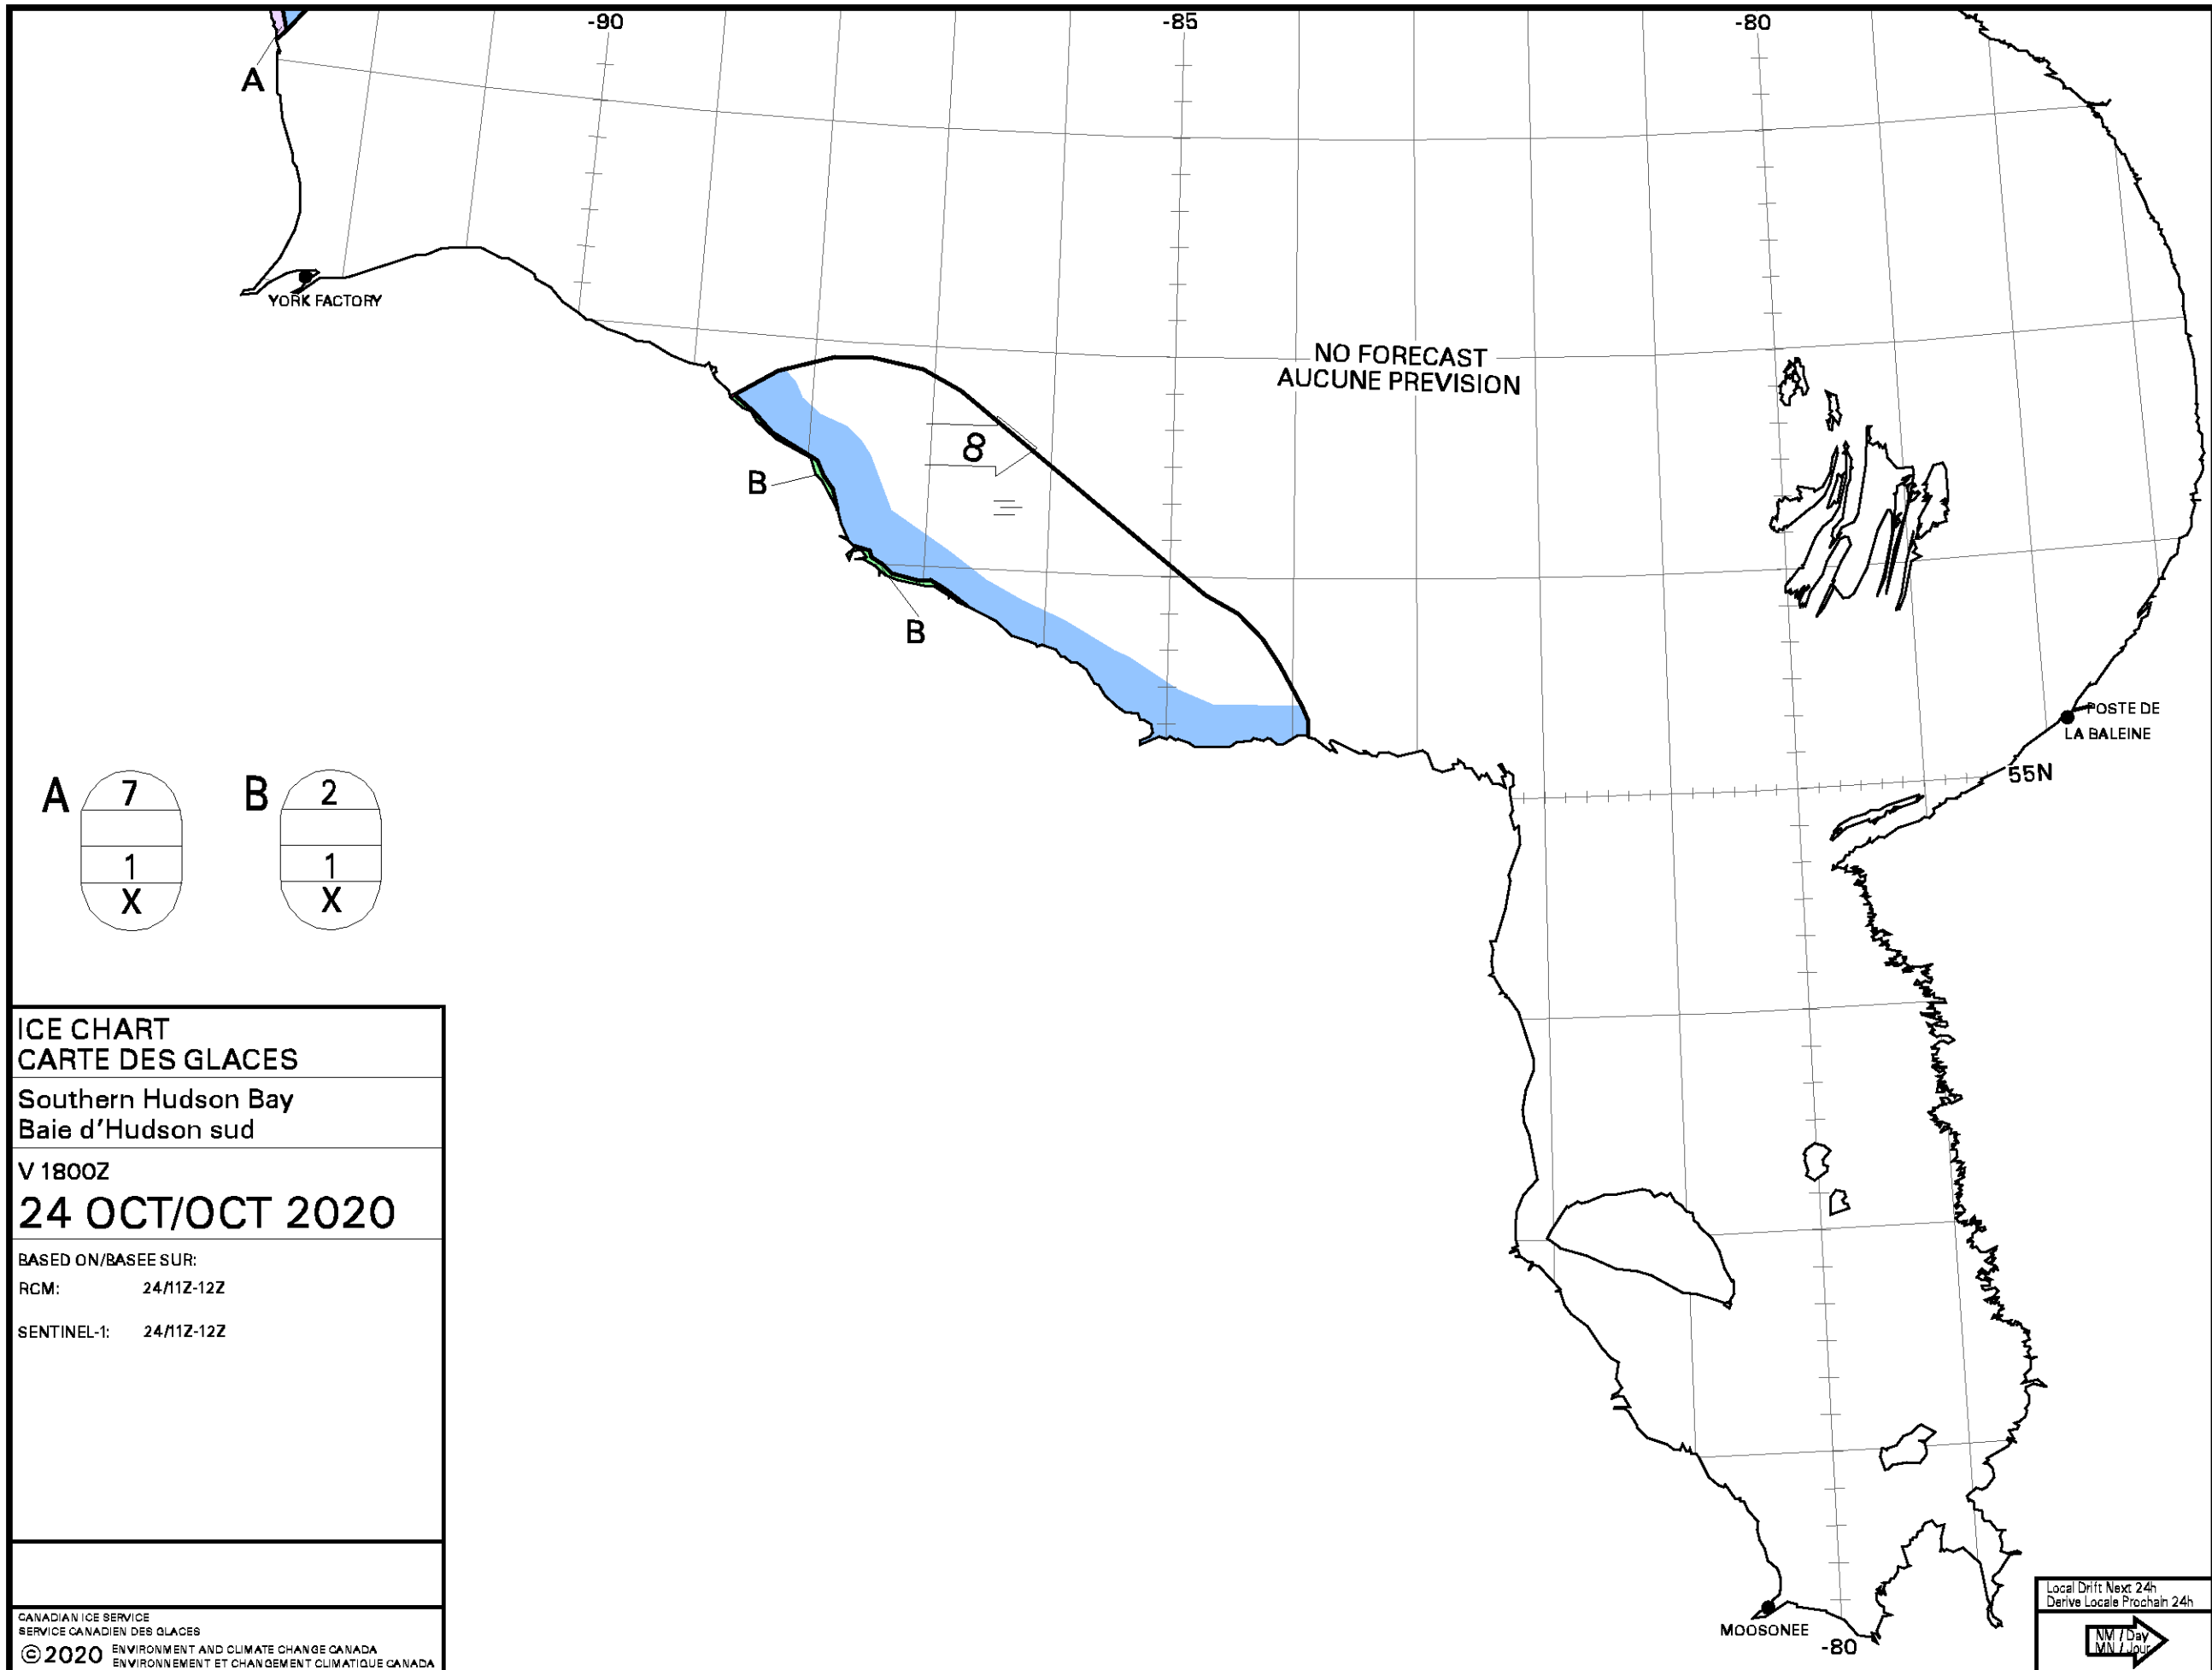 -90
-85
-80
A
YORK FACTORY
NO FORECAST
AUCUNE PREVISION
8
B
B
POSTE DE
LA BALEINE
55N
A
7
1
X
B
2
1
X
ICE CHART
CARTE DES GLACES
Southern Hudson Bay
Baie d'Hudson sud
V 1800Z
24 OCT/OCT 2020
BASED ON/BASEE SUR:
RCM: 24/11Z-12Z
SENTINEL-1: 24/11Z-12Z
CANADIAN ICE SERVICE
SERVICE CANADIEN DES GLACES
©2020 ENVIRONMENT AND CLIMATE CHANGE CANADA
ENVIRONNEMENT ET CHANGEMENT CLIMATIQUE CANADA
MOOSONEE
-80
Local Drift Next 24h
Derive Locale Prochain 24h
NM / Day
MN / Jour